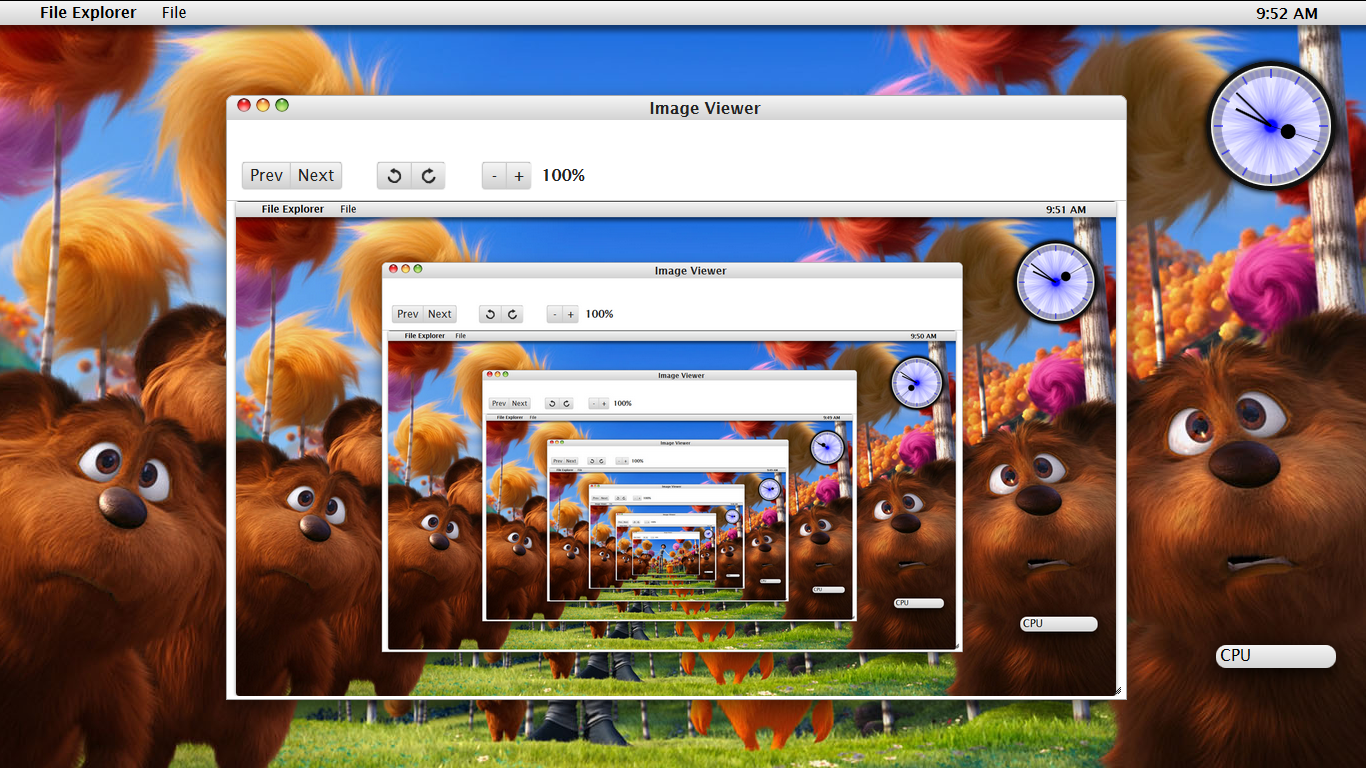 File Explorer File 9:52 AM
Image Viewer
Prev Next - + 100%
File Explorer File 9:51 AM
Image Viewer
Prev Next - + 100%
File Explorer File 9:50 AM
Image Viewer
Prev Next - + 100%
File Explorer File 9:49 AM
Image Viewer
Prev Next - + 100%
CPU
CPU
CPU
CPU